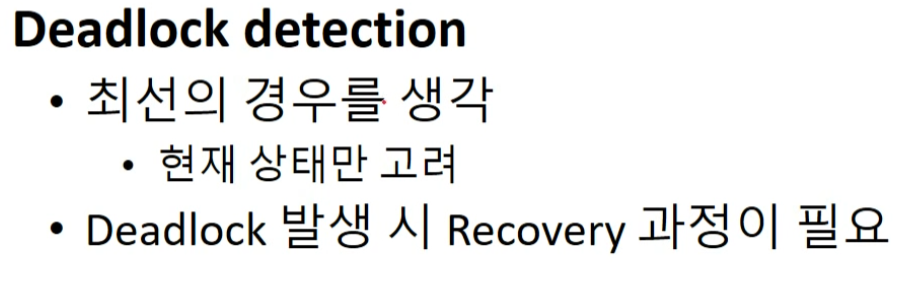 Deadlock detection
• 최선의 경우를 생각
• 현재 상태만 고려
• Deadlock 발생 시 Recovery 과정이 필요